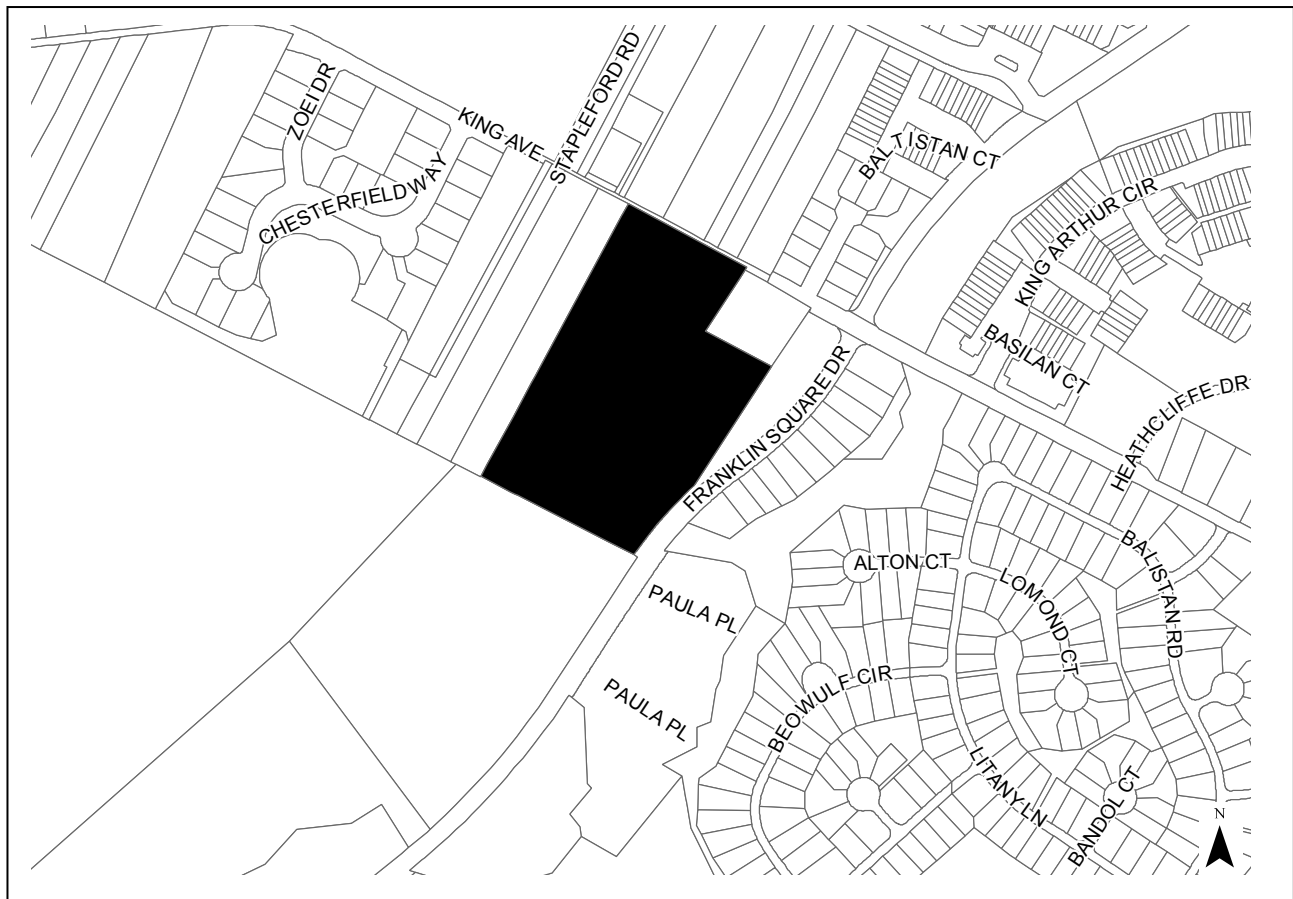 STAPLEFORD RD
ZOEI DR
KING AVE
BALTISTAN CT
CHESTERFIELD WAY
KING ARTHUR CIR
BASILAN CT
HEATHCLIFFE DR
FRANKLIN SQUARE DR
BALISTAN RD
ALTON CT
LOMOND CT
PAULA PL
PAULA PL
BEOWULF CIR
LITANY LN
BANDOL CT
N